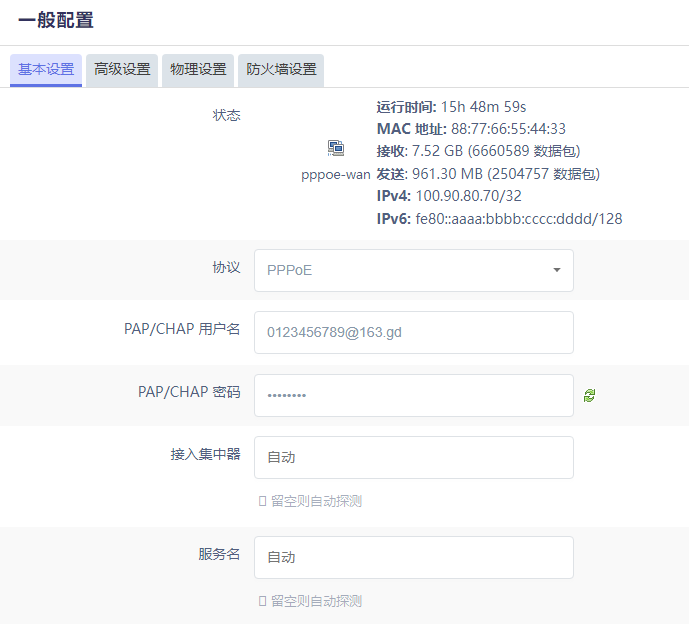 一般配置
基本设置 高级设置 物理设置 防火墙设置
状态
pppoe-wan
运行时间: 15h 48m 59s
MAC 地址: 88:77:66:55:44:33
接收: 7.52 GB (6660589 数据包)
发送: 961.30 MB (2504757 数据包)
IPv4: 100.90.80.70/32
IPv6: fe80::aaaa:bbbb:cccc:dddd/128
协议 PPPoE
PAP/CHAP 用户名 0123456789@163.gd
PAP/CHAP 密码 ••••••••
接入集中器 自动
留空则自动探测
服务名 自动
留空则自动探测